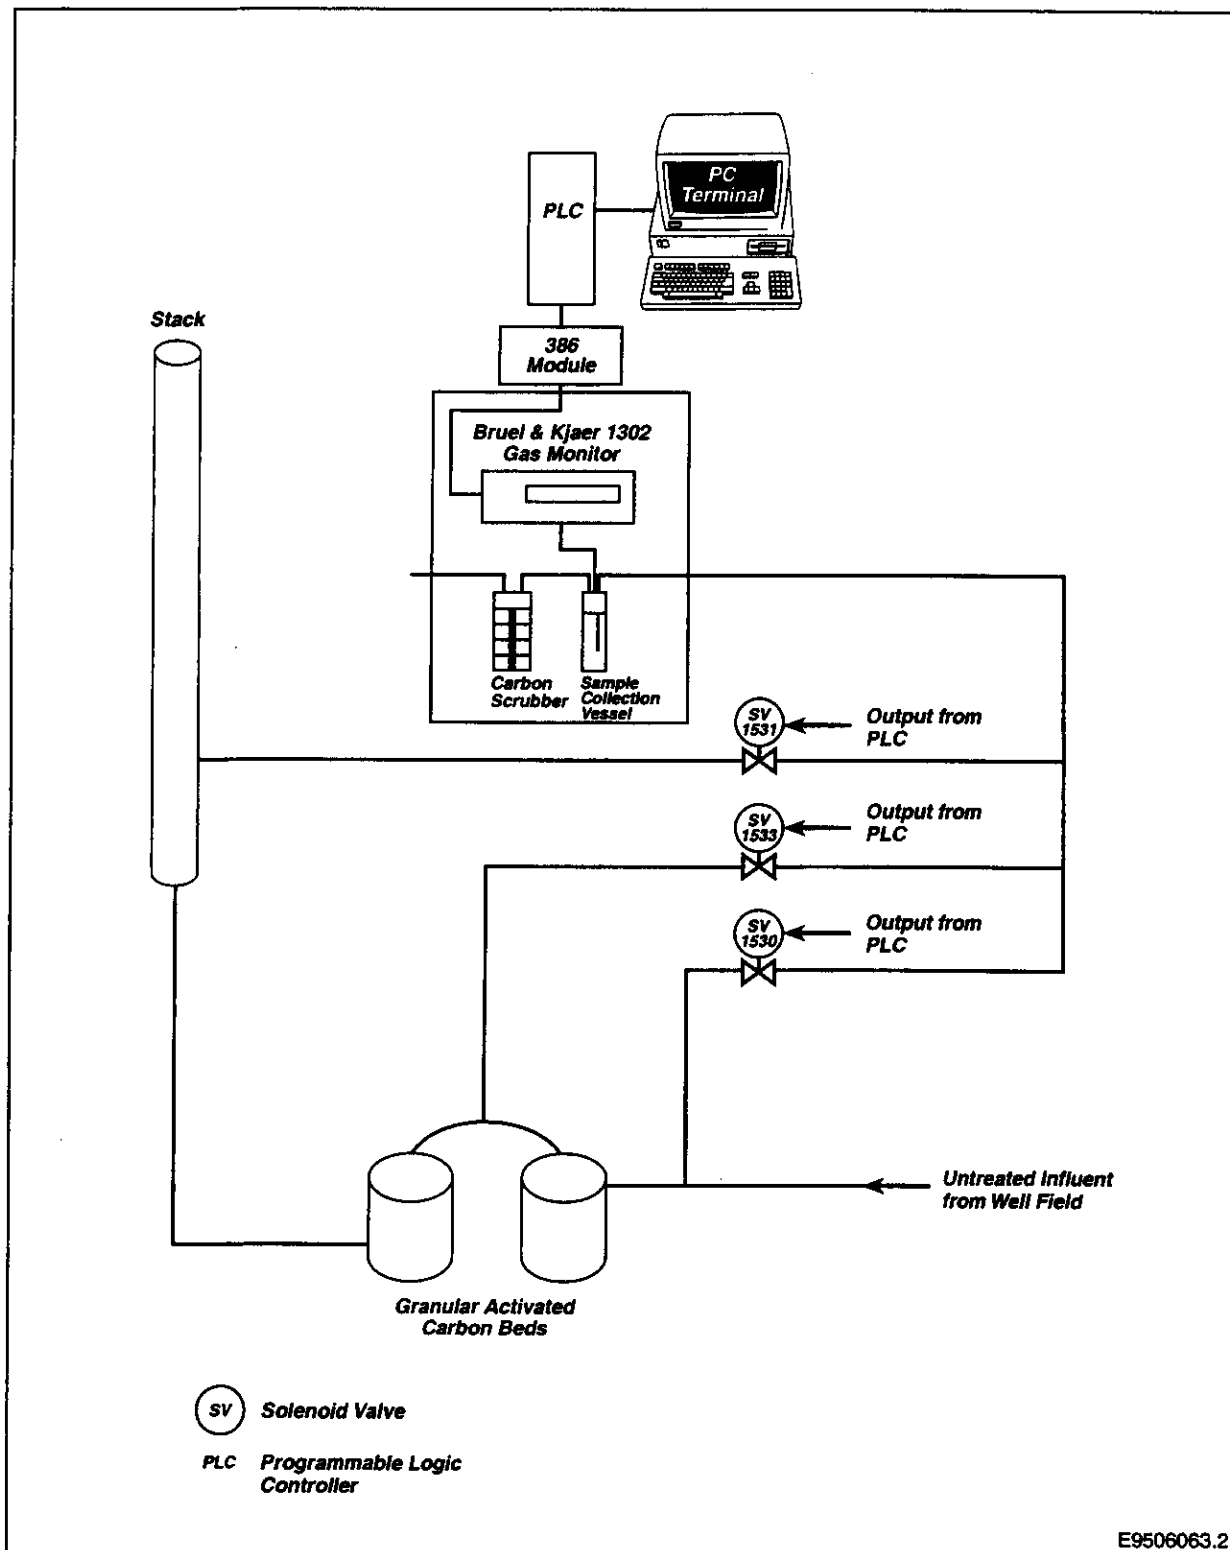 PC
Terminal
PLC
Stack
386
Module
Bruel & Kjaer 1302
Gas Monitor
Carbon
Scrubber
Sample
Collection
Vessel
SV
1531
Output from
PLC
SV
1533
Output from
PLC
SV
1530
Output from
PLC
Untreated Influent
from Well Field
Granular Activated
Carbon Beds
SV Solenoid Valve
PLC Programmable Logic
Controller
E9506063.2